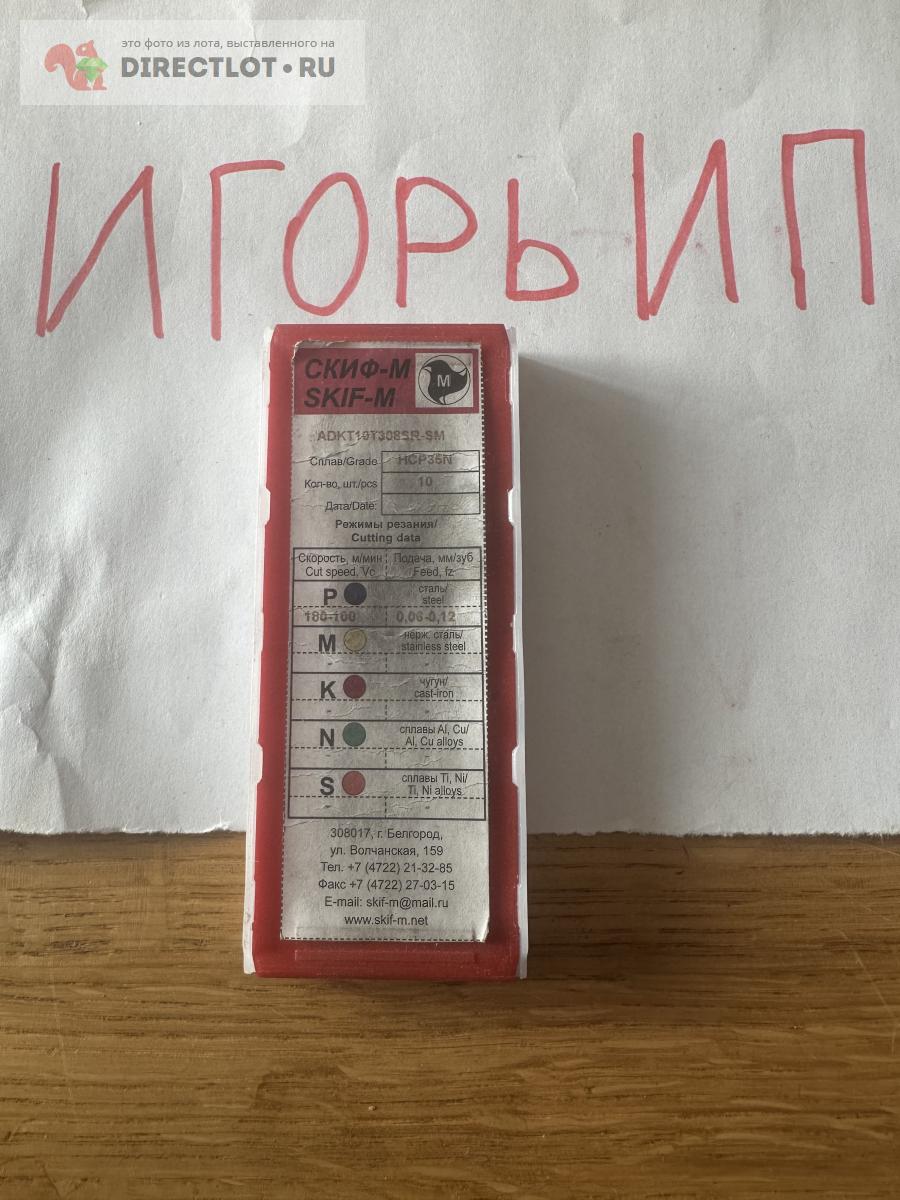 это фото из лота, выставленного на
DIRECTLOT.RU
ИГОРЬ ИП
СКИФ-М
SKIF-M
M
ADKT10T308SR-SM
Сплав/Grade HCP35N
Кол-во, шт./pcs 10
Дата/Date:
Режимы резания/
Cutting data
Скорость, м/мин Подача, мм/зуб
Cut speed, Vc Feed, fz
P сталь/
steel
180-160 0,06-0,12
M нерж. сталь/
stainless steel
- -
K чугун/
cast-iron
- -
N сплавы Al, Cu/
Al, Cu alloys
- -
S сплавы Ti, Ni/
Ti, Ni alloys
- -
308017, г. Белгород,
ул. Волчанская, 159
Тел. +7 (4722) 21-32-85
Факс +7 (4722) 27-03-15
E-mail: skif-m@mail.ru
www.skif-m.net